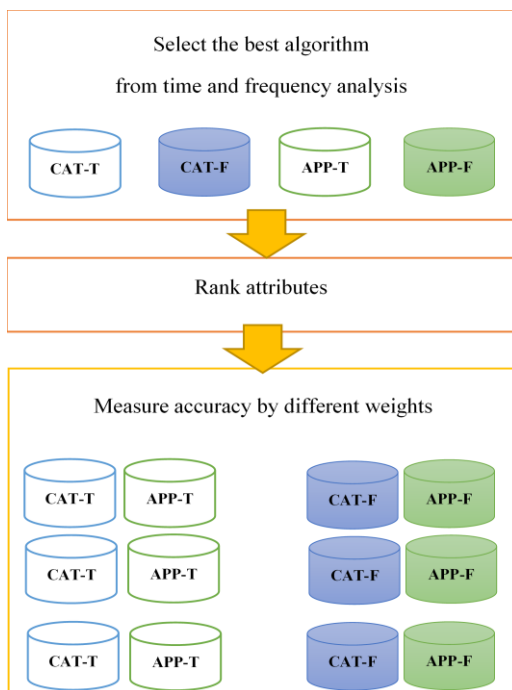 Select the best algorithm
from time and frequency analysis
CAT-T CAT-F APP-T APP-F
Rank attributes
Measure accuracy by different weights
CAT-T APP-T CAT-F APP-F
CAT-T APP-T CAT-F APP-F
CAT-T APP-T CAT-F APP-F